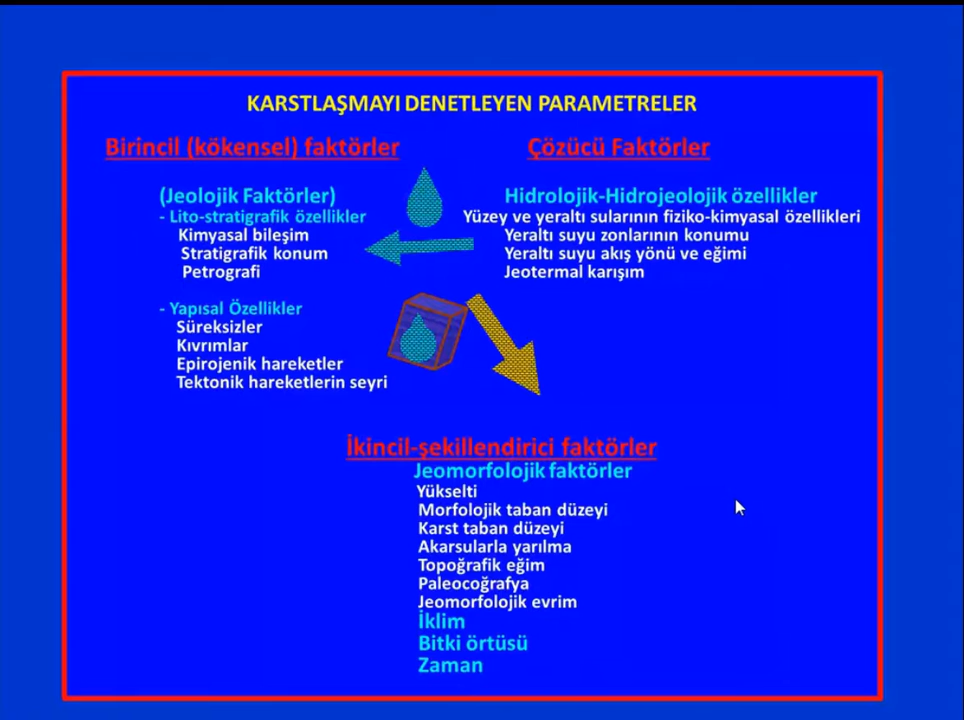 KARSTLAŞMAYI DENETLEYEN PARAMETRELER
Birincil (kökensel) faktörler
(Jeolojik Faktörler)
- Lito-stratigrafik özellikler
Kimyasal bileşim
Stratigrafik konum
Petrografi
- Yapısal Özellikler
Süreksizler
Kıvrımlar
Epirojenik hareketler
Tektonik hareketlerin seyri
Çözücü Faktörler
Hidrolojik-Hidrojeolojik özellikler
Yüzey ve yeraltı sularının fiziko-kimyasal özellikleri
Yeraltı suyu zonlarının konumu
Yeraltı suyu akış yönü ve eğimi
Jeotermal karışım
İkincil-şekillendirici faktörler
Jeomorfolojik faktörler
Yükselti
Morfolojik taban düzeyi
Karst taban düzeyi
Akarsularla yarılma
Topoğrafik eğim
Paleocoğrafya
Jeomorfolojik evrim
İklim
Bitki örtüsü
Zaman